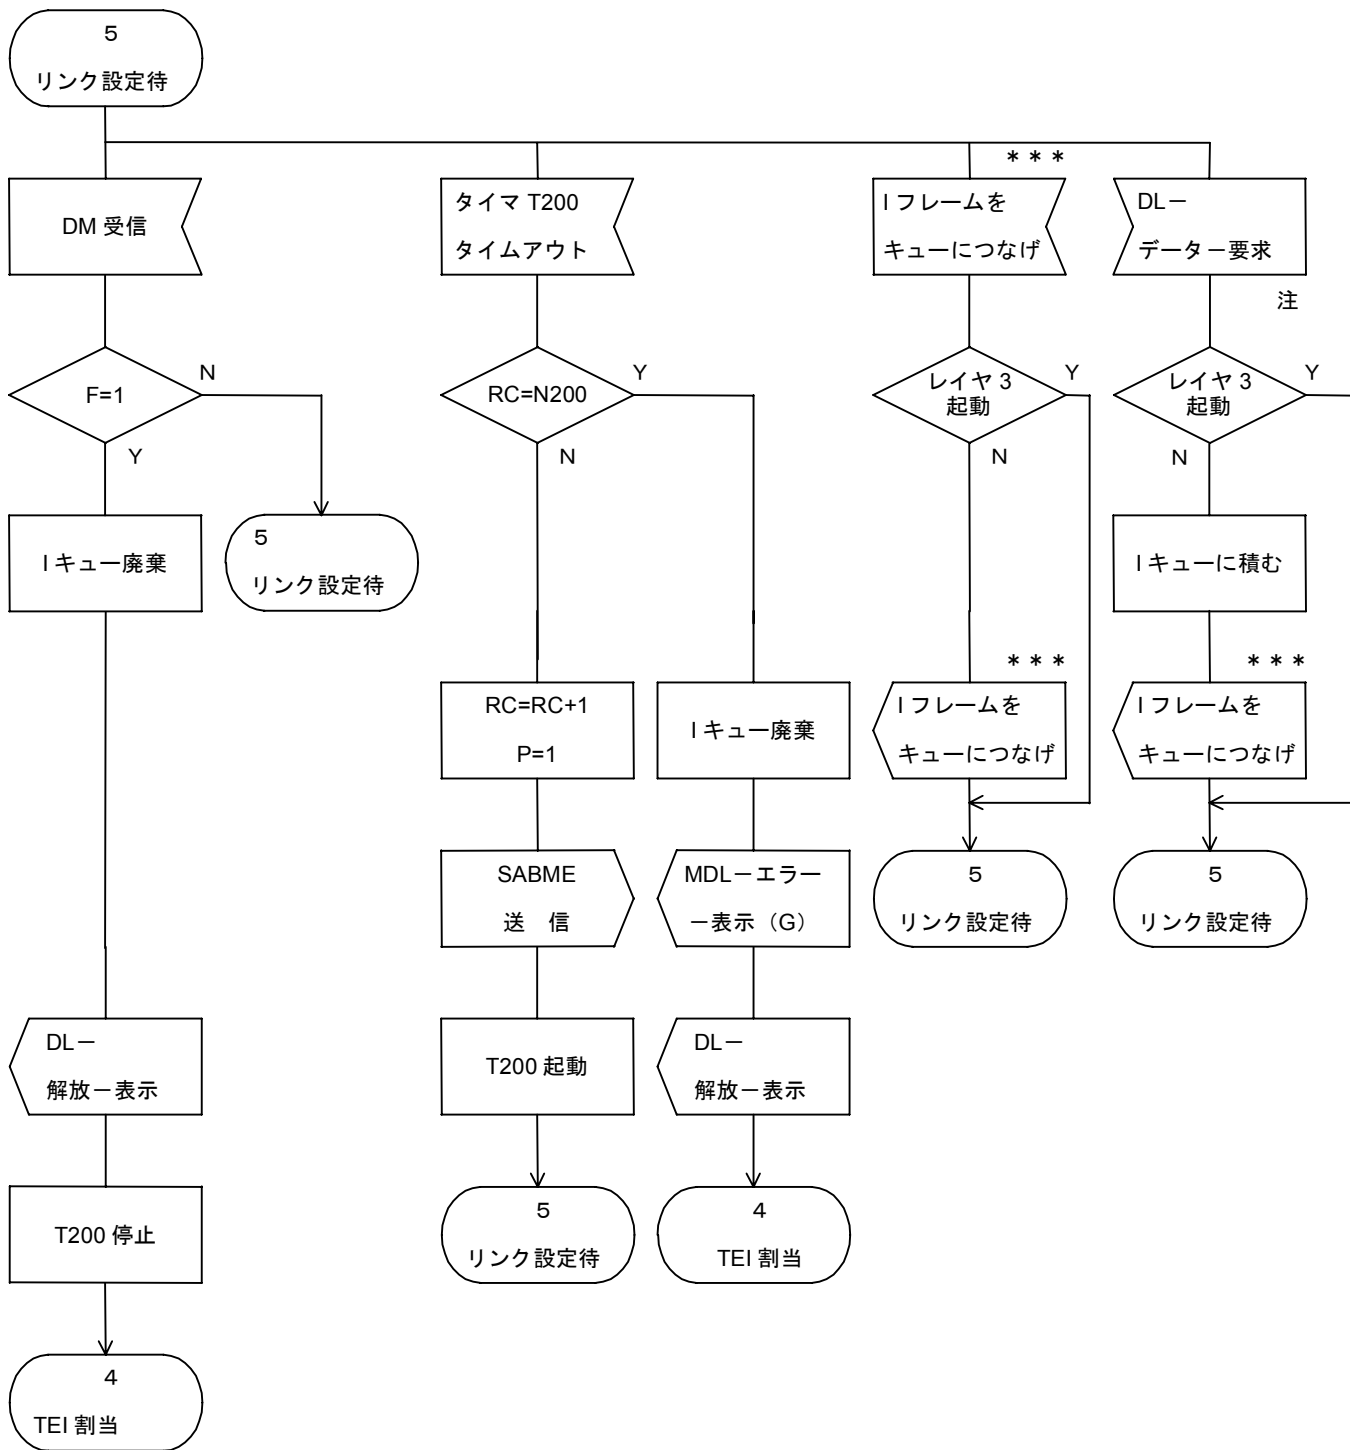 5
リンク設定待
DM 受信
F=1
N
Y
I キュー廃棄
5
リンク設定待
DL－
解放－表示
T200 停止
4
TEI 割当
タイマ T200
タイムアウト
RC=N200
Y
N
RC=RC+1
P=1
SABME
送　信
T200 起動
5
リンク設定待
I キュー廃棄
MDL－エラー
－表示（G）
DL－
解放－表示
4
TEI 割当
＊＊＊
I フレームを
キューにつなげ
レイヤ 3
起動
Y
N
＊＊＊
I フレームを
キューにつなげ
5
リンク設定待
DL－
データ－要求
注
レイヤ 3
起動
Y
N
I キューに積む
＊＊＊
I フレームを
キューにつなげ
5
リンク設定待